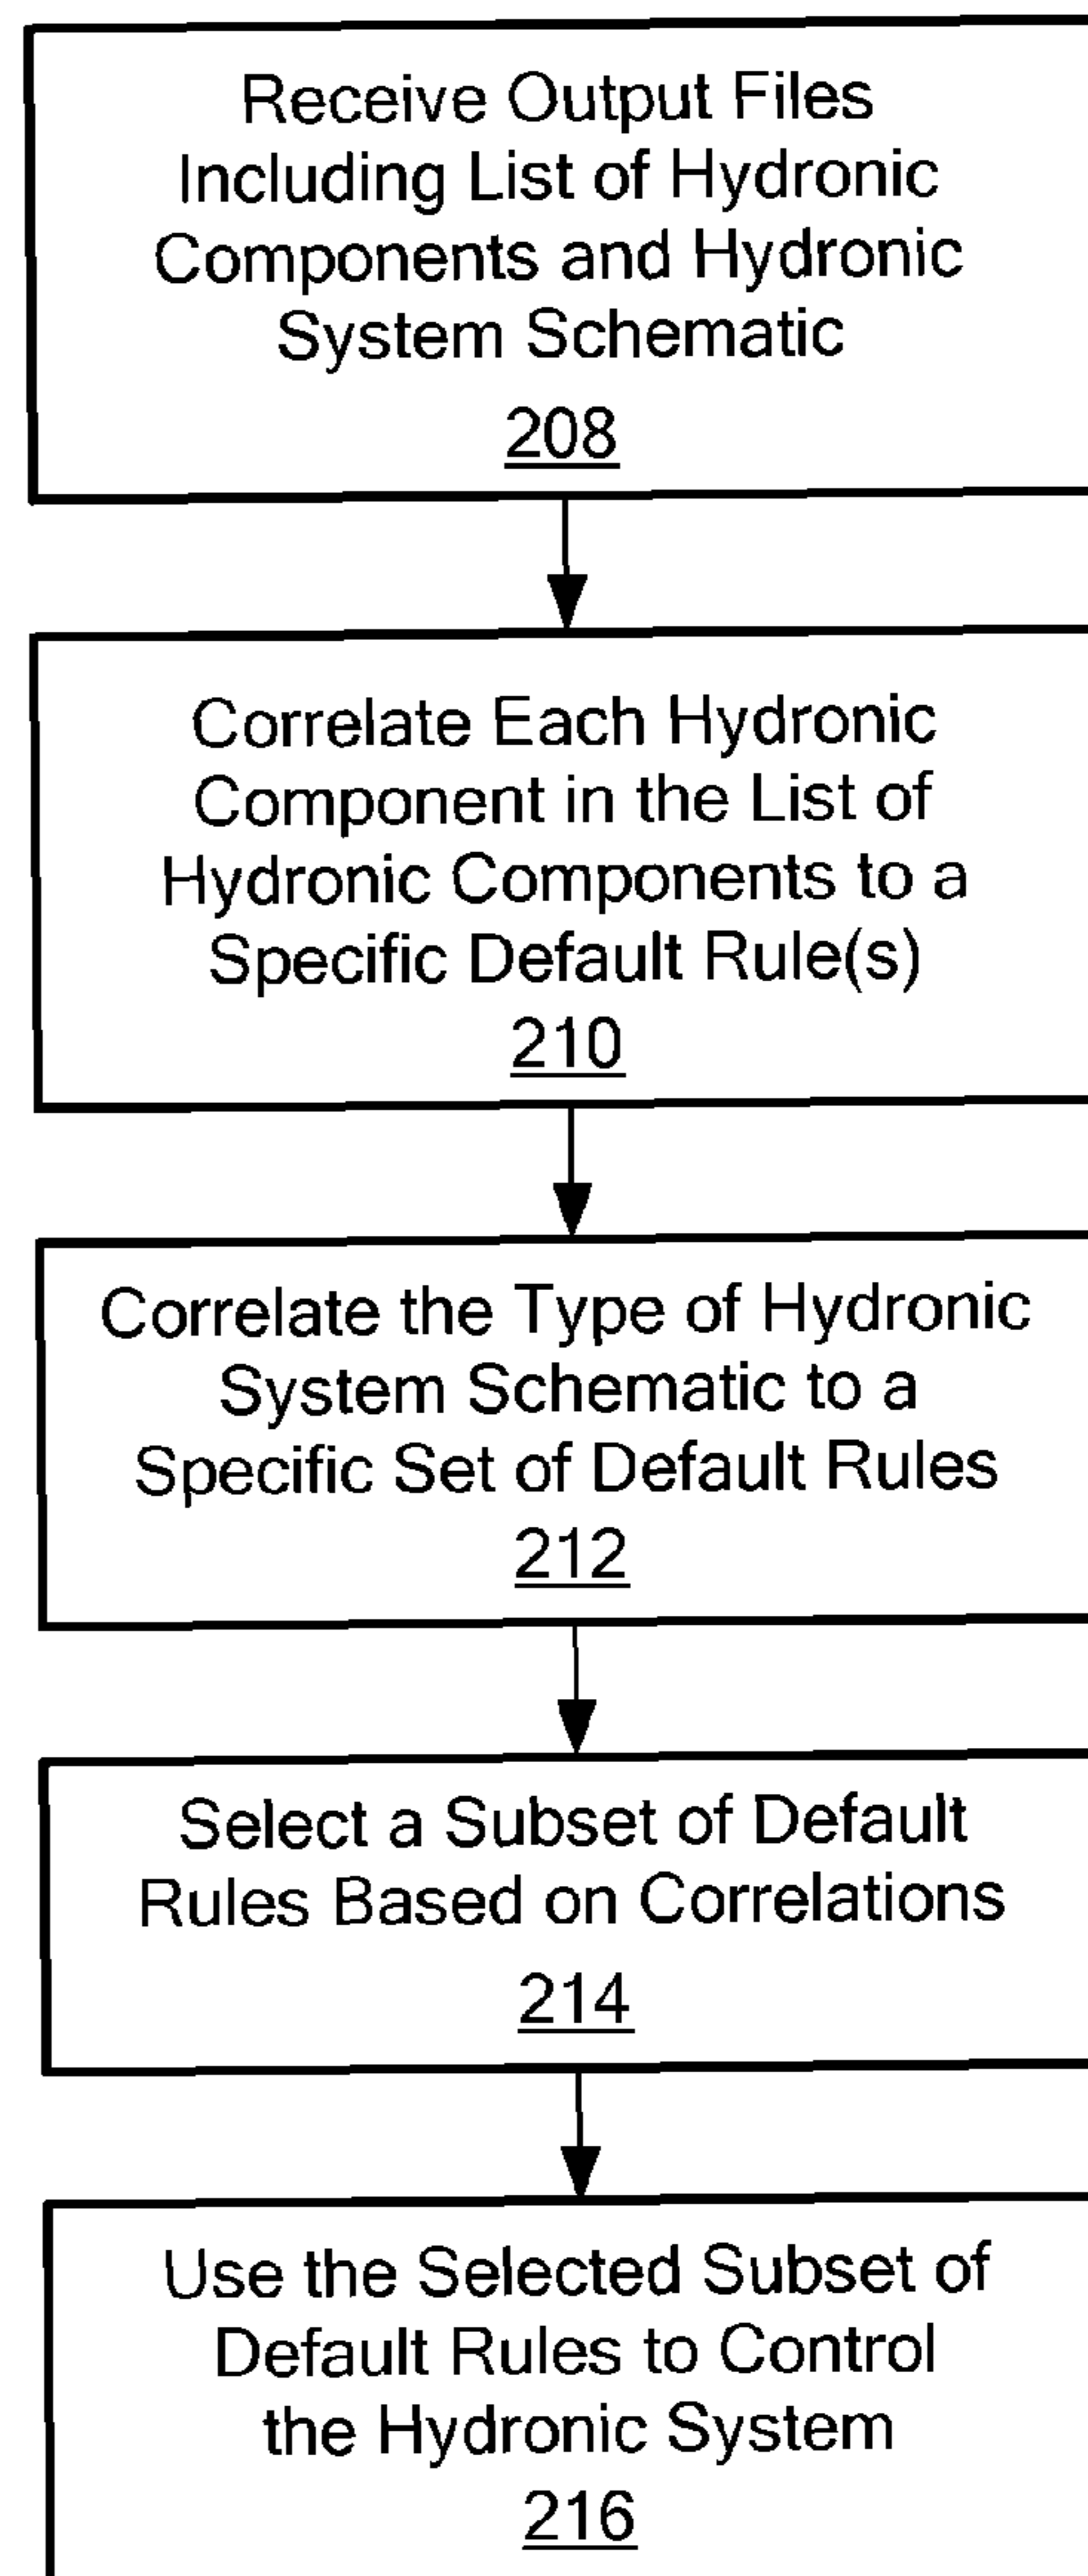 Receive Output Files
Including List of Hydronic
Components and Hydronic
System Schematic
208
Correlate Each Hydronic
Component in the List of
Hydronic Components to a
Specific Default Rule(s)
210
Correlate the Type of Hydronic
System Schematic to a
Specific Set of Default Rules
212
Select a Subset of Default
Rules Based on Correlations
214
Use the Selected Subset of
Default Rules to Control
the Hydronic System
216